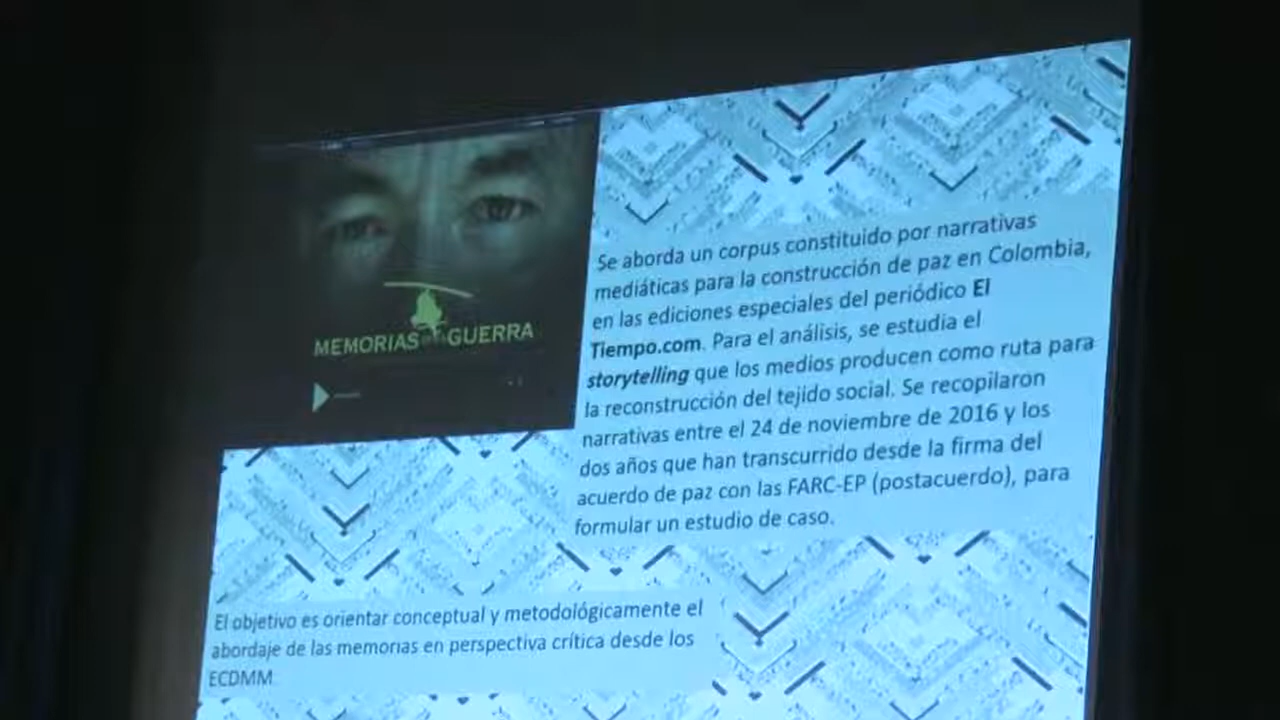 MEMORIAS GUERRA
Se aborda un corpus constituido por narrativas
mediáticas para la construcción de paz en Colombia,
en las ediciones especiales del periódico El
Tiempo.com. Para el análisis, se estudia el
storytelling que los medios producen como ruta para
la reconstrucción del tejido social. Se recopilaron
narrativas entre el 24 de noviembre de 2016 y los
dos años que han transcurrido desde la firma del
acuerdo de paz con las FARC-EP (postacuerdo), para
formular un estudio de caso.
El objetivo es orientar conceptual y metodológicamente el
abordaje de las memorias en perspectiva crítica desde los
ECDMM